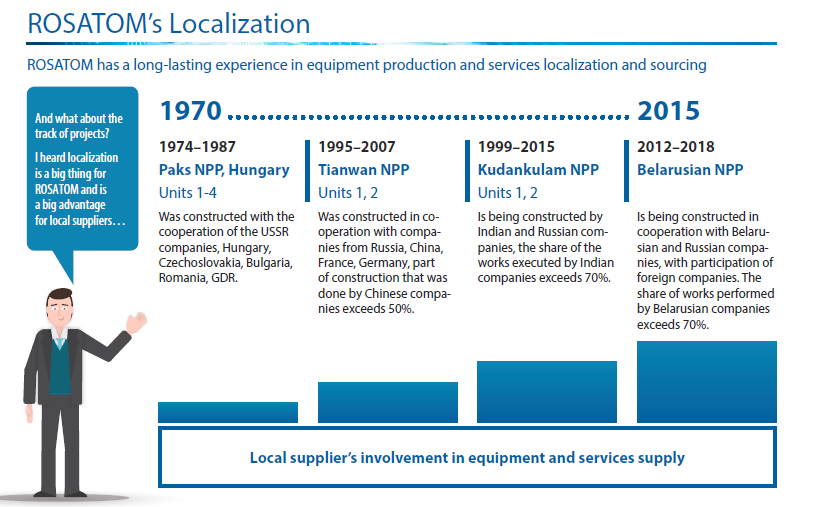 ROSATOM's Localization
ROSATOM has a long-lasting experience in equipment production and services localization and sourcing
And what about the
track of projects?
I heard localization
is a big thing for
ROSATOM and is
a big advantage
for local suppliers…
1970
2015
1974–1987
Paks NPP, Hungary
Units 1-4
Was constructed with the
cooperation of the USSR
companies, Hungary,
Czechoslovakia, Bulgaria,
Romania, GDR.
1995–2007
Tianwan NPP
Units 1, 2
Was constructed in co-
operation with compa-
nies from Russia, China,
France, Germany, part
of construction that was
done by Chinese compa-
nies exceeds 50%.
1999–2015
Kudankulam NPP
Units 1, 2
Is being constructed by
Indian and Russian com-
panies, the share of the
works executed by Indian
companies exceeds 70%.
2012–2018
Belarusian NPP
Is being constructed in
cooperation with Belaru-
sian and Russian compa-
nies, with participation of
foreign companies. The
share of works performed
by Belarusian companies
exceeds 70%.
Local supplier's involvement in equipment and services supply